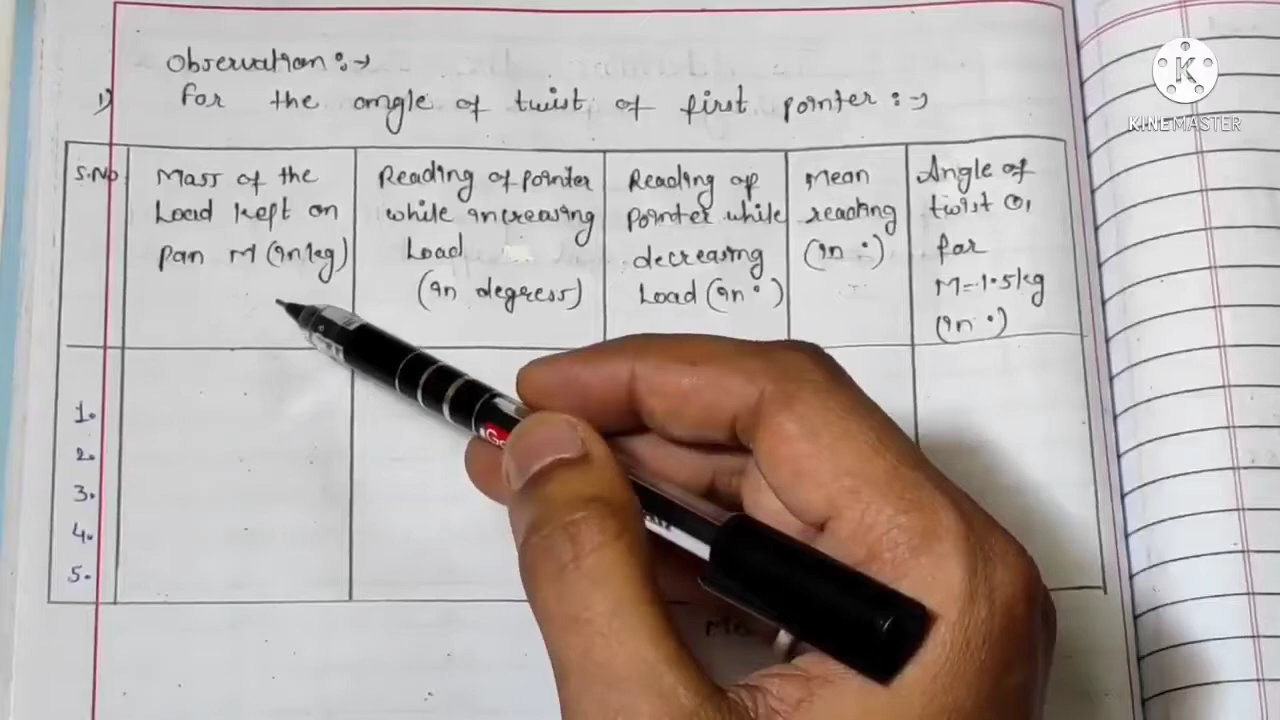 Observation :→
1) for the angle of twist of first pointer :→
S.No
Mass of the
Load kept on
Pan M (in kg)
Reading of pointer
while increasing
Load
(in degress)
Reading of
Pointer while
decreasing
Load (in °)
Mean
reading
(in °)
Angle of
twist θ₁
for
M=1.5kg
(in °)
1.
2.
3.
4.
5.
K
KINEMASTER